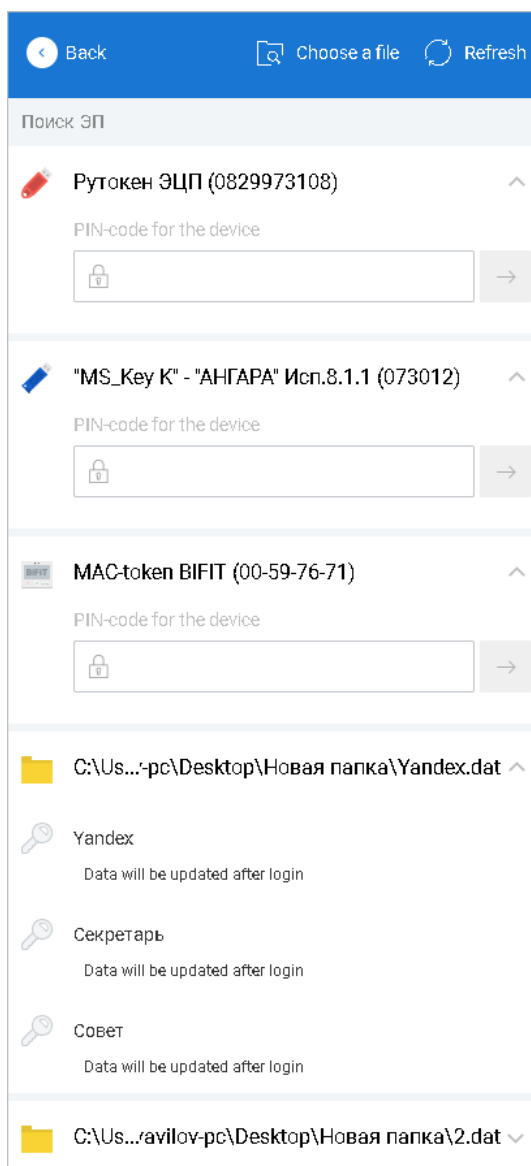 Back Choose a file Refresh
Поиск ЭП
Рутокен ЭЦП (0829973108)
PIN-code for the device
"MS_Key K" - "АНГАРА" Исп.8.1.1 (073012)
PIN-code for the device
BIFIT
MAC-token BIFIT (00-59-76-71)
PIN-code for the device
C:\Us...-pc\Desktop\Новая папка\Yandex.dat
Yandex
Data will be updated after login
Секретарь
Data will be updated after login
Совет
Data will be updated after login
C:\Us...avilov-pc\Desktop\Новая папка\2.dat